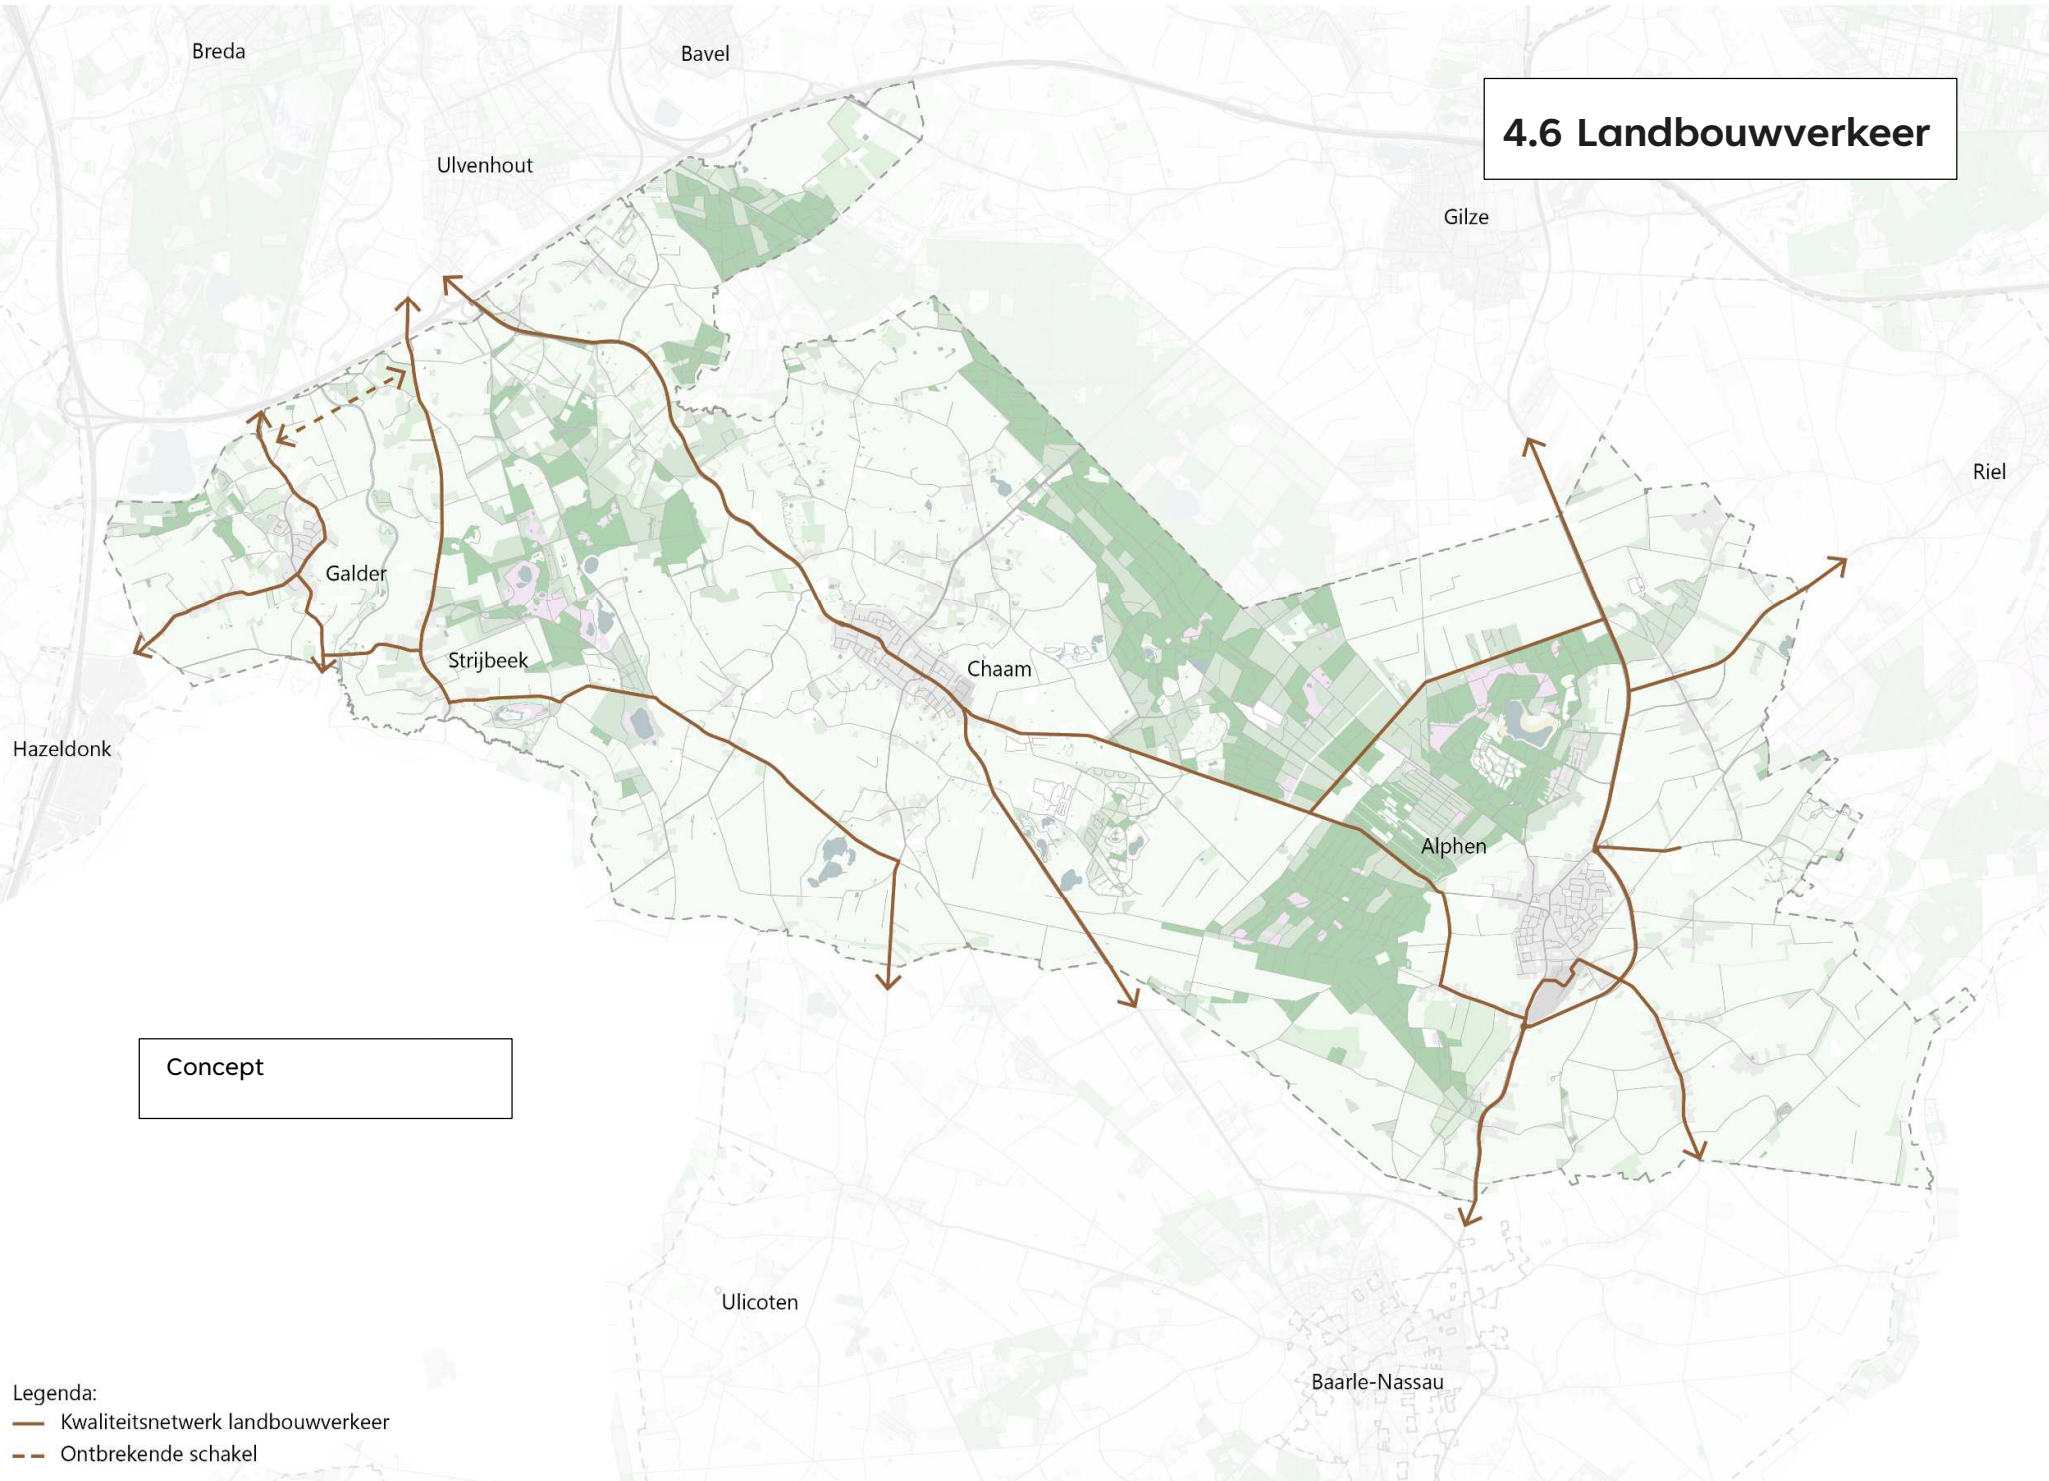 Breda
Bavel
4.6 Landbouwverkeer
Ulvenhout
Gilze
Riel
Galder
Strijbeek
Chaam
Hazeldonk
Alphen
Concept
Ulicoten
Baarle-Nassau
Legenda:
Kwaliteitsnetwerk landbouwverkeer
Ontbrekende schakel